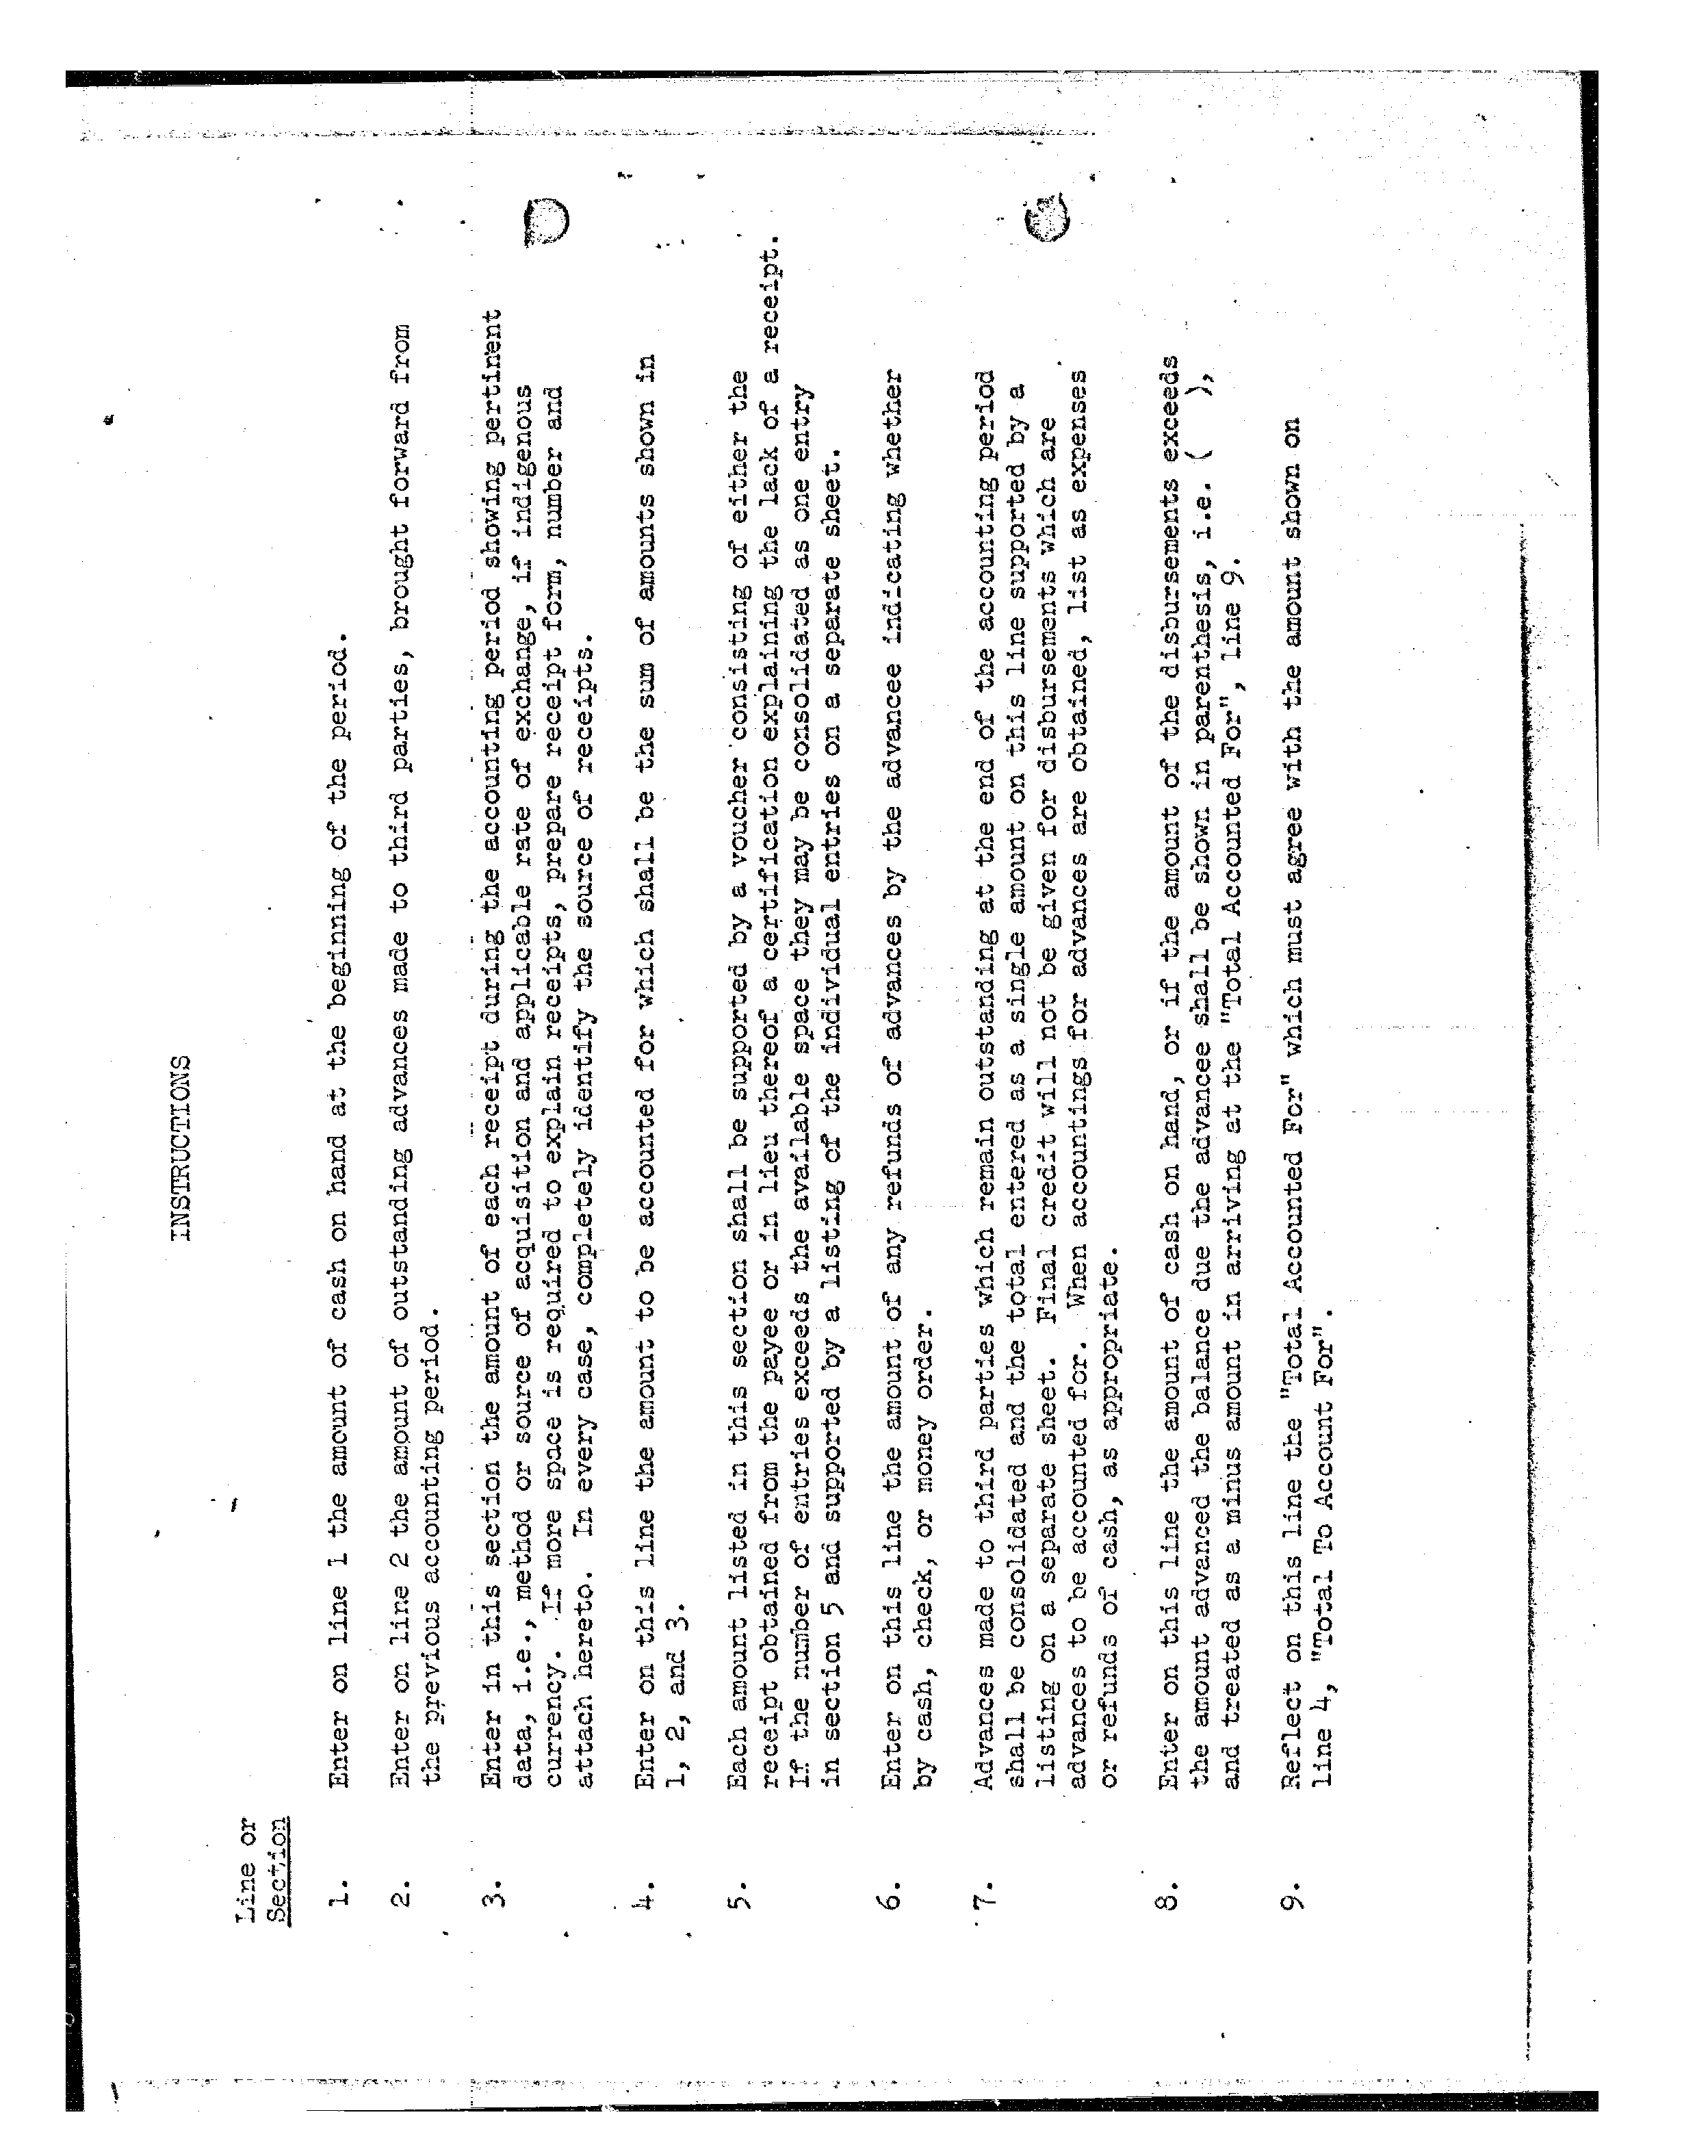 INSTRUCTIONS
Line or
Section
1. Enter on line 1 the amount of cash on hand at the beginning of the period.
2. Enter on line 2 the amount of outstanding advances made to third parties, brought forward from
the previous accounting period.
3. Enter in this section the amount of each receipt during the accounting period showing pertinent
data, i.e., method or source of acquisition and applicable rate of exchange, if indigenous
currency. If more space is required to explain receipts, prepare receipt form, number and
attach hereto. In every case, completely identify the source of receipts.
4. Enter on this line the amount to be accounted for which shall be the sum of amounts shown in
1, 2, and 3.
5. Each amount listed in this section shall be supported by a voucher consisting of either the
receipt obtained from the payee or in lieu thereof a certification explaining the lack of a receipt.
If the number of entries exceeds the available space they may be consolidated as one entry
in section 5 and supported by a listing of the individual entries on a separate sheet.
6. Enter on this line the amount of any refunds of advances by the advancee indicating whether
by cash, check, or money order.
7. Advances made to third parties which remain outstanding at the end of the accounting period
shall be consolidated and the total entered as a single amount on this line supported by a
listing on a separate sheet. Final credit will not be given for disbursements which are
advances to be accounted for. When accountings for advances are obtained, list as expenses
or refunds of cash, as appropriate.
8. Enter on this line the amount of cash on hand, or if the amount of the disbursements exceeds
the amount advanced the balance due the advancee shall be shown in parenthesis, i.e. ( ),
and treated as a minus amount in arriving at the "Total Accounted For", line 9.
9. Reflect on this line the "Total Accounted For" which must agree with the amount shown on
line 4, "Total To Account For".